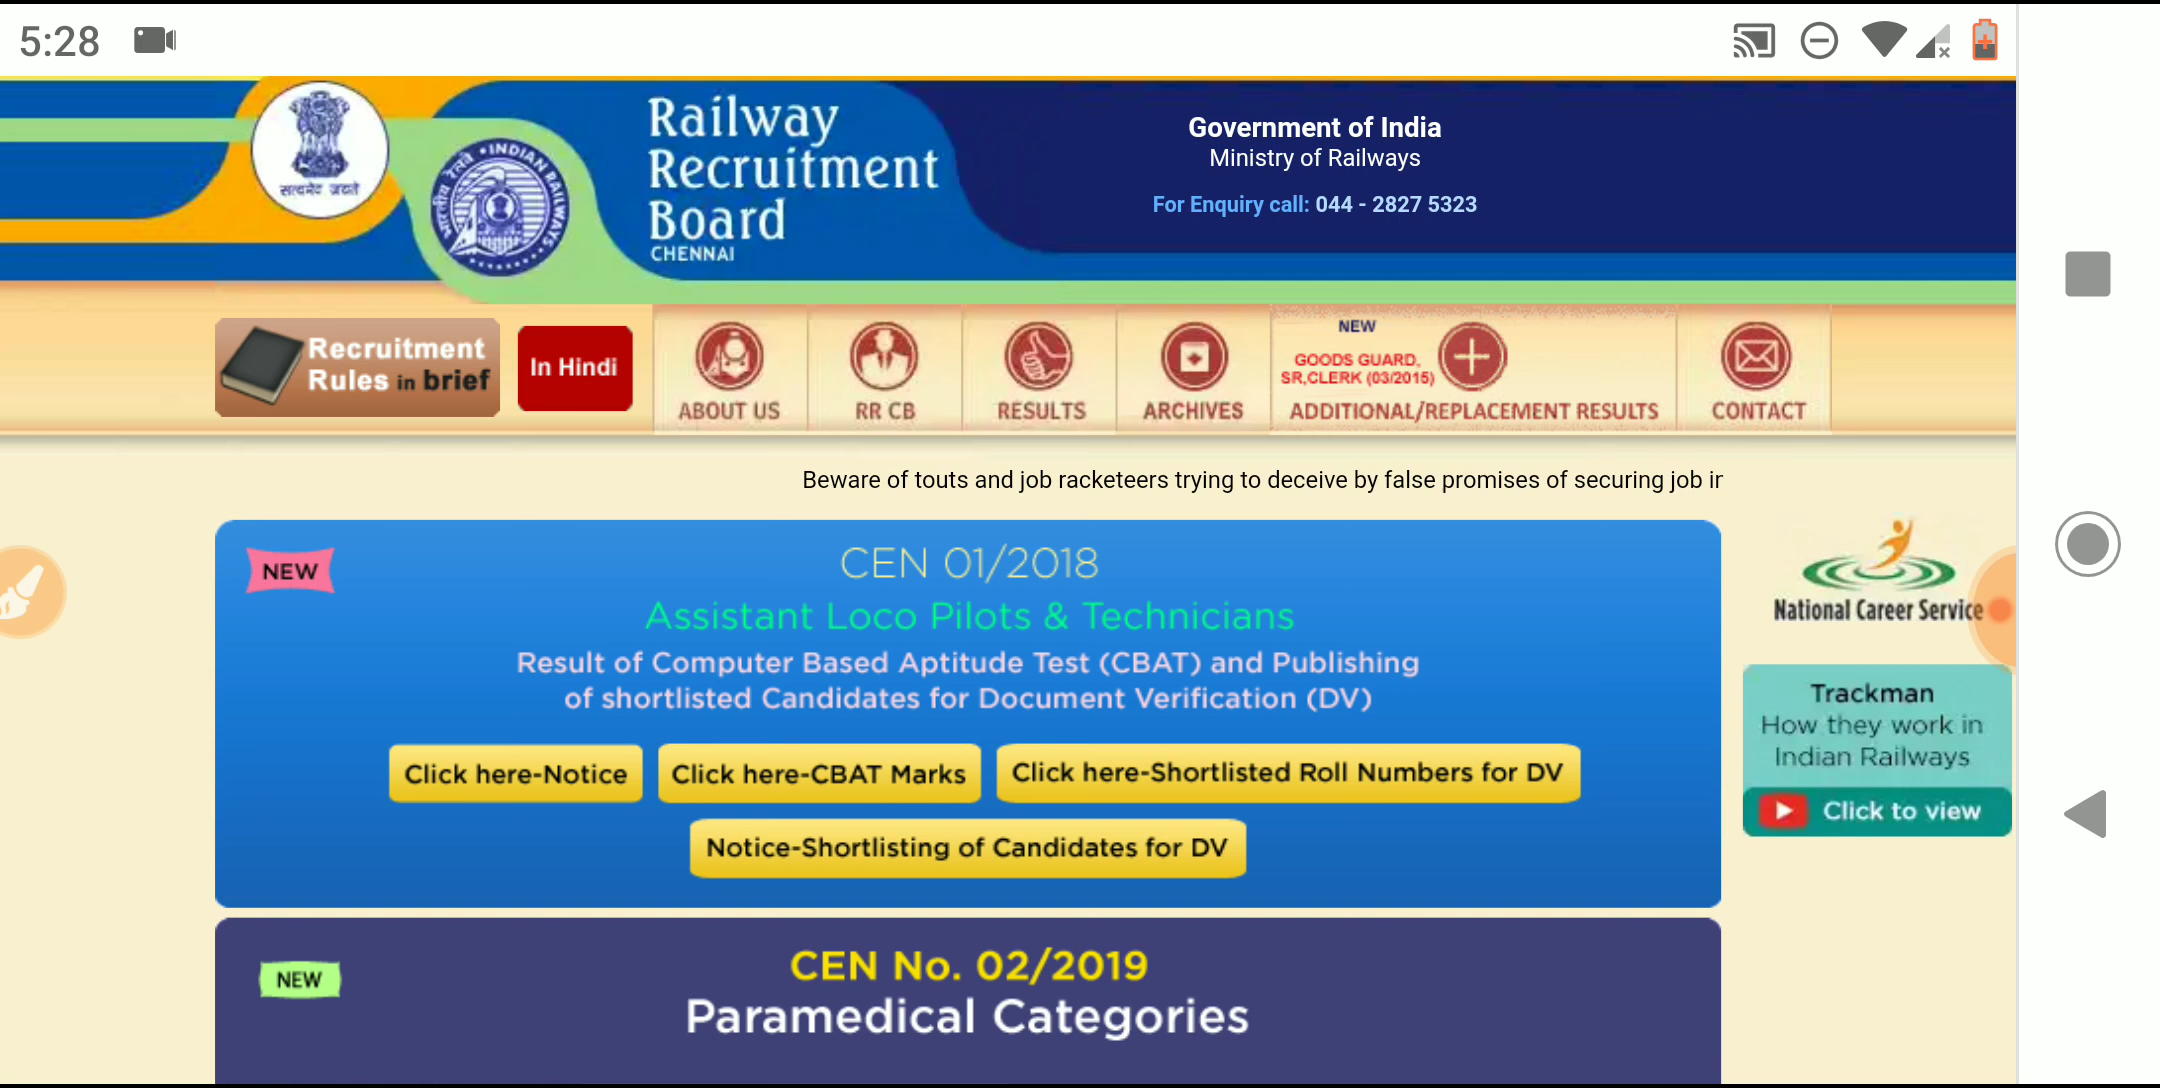 5:28
सत्यमेव जयते
भारतीय रेल • INDIAN RAILWAYS
Railway
Recruitment
Board
CHENNAI
Government of India
Ministry of Railways
For Enquiry call: 044 - 2827 5323
Recruitment
Rules in brief
In Hindi
ABOUT US
RR CB
RESULTS
ARCHIVES
NEW
GOODS GUARD,
SR,CLERK (03/2015)
ADDITIONAL/REPLACEMENT RESULTS
CONTACT
Beware of touts and job racketeers trying to deceive by false promises of securing job
NEW
CEN 01/2018
Assistant Loco Pilots & Technicians
Result of Computer Based Aptitude Test (CBAT) and Publishing
of shortlisted Candidates for Document Verification (DV)
Click here-Notice
Click here-CBAT Marks
Click here-Shortlisted Roll Numbers for DV
Notice-Shortlisting of Candidates for DV
National Career Service
Trackman
How they work in
Indian Railways
Click to view
NEW
CEN No. 02/2019
Paramedical Categories